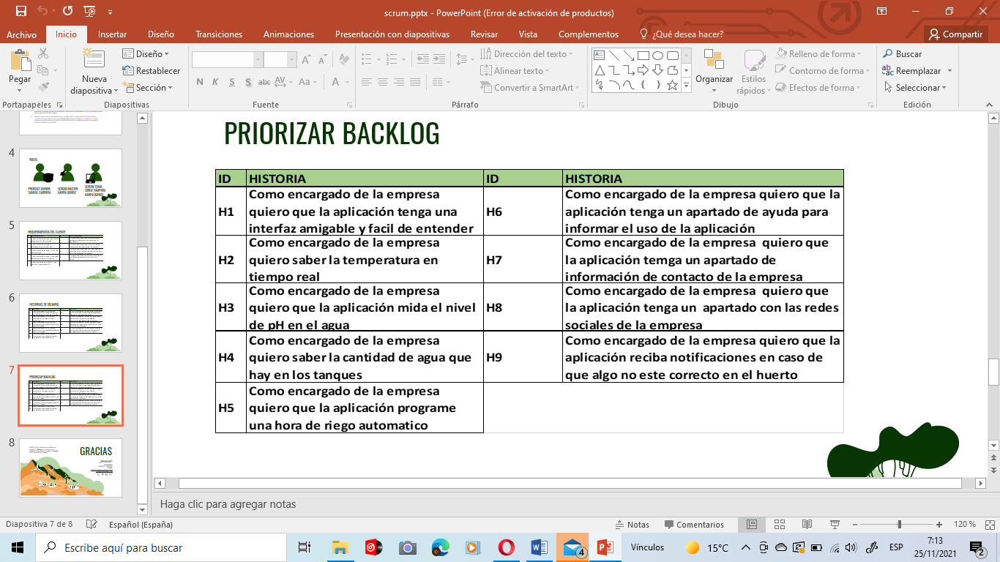 scrum.pptx - PowerPoint (Error de activación de productos)
Archivo Inicio Insertar Diseño Transiciones Animaciones Presentación con diapositivas Revisar Vista Complementos ¿Qué desea hacer? Compartir
Pegar
Nueva diapositiva
Diseño
Restablecer
Sección
N K S S abc AV Aa A
Dirección del texto
Alinear texto
Convertir a SmartArt
Organizar
Estilos rápidos
Relleno de forma
Contorno de forma
Efectos de forma
Buscar
Reemplazar
Seleccionar
Portapapeles Diapositivas Fuente Párrafo Dibujo Edición
4
ROLES
PRODUCT OWNER:
SAMUEL CABRERA
SCRUM MASTER:
KAREN QUIROZ
SCRUM TEAM:
KAREN QUIROZ
5
REQUERIMIENTOS DEL CLIENTE
6
HISTORIAS DE USUARIO
7
PRIORIZAR BACKLOG
8
GRACIAS
PRIORIZAR BACKLOG
ID HISTORIA ID HISTORIA
H1
Como encargado de la empresa
quiero que la aplicación tenga una
interfaz amigable y facil de entender
H6
Como encargado de la empresa quiero que la
aplicación tenga un apartado de ayuda para
informar el uso de la aplicación
H2
Como encargado de la empresa
quiero saber la temperatura en
tiempo real
H7
Como encargado de la empresa quiero que
la aplicación temga un apartado de
información de contacto de la empresa
H3
Como encargado de la empresa
quiero que la aplicación mida el nivel
de pH en el agua
H8
Como encargado de la empresa quiero que
la aplicación tenga un apartado con las redes
sociales de la empresa
H4
Como encargado de la empresa
quiero saber la cantidad de agua que
hay en los tanques
H9
Como encargado de la empresa quiero que la
aplicación reciba notificaciones en caso de
que algo no este correcto en el huerto
H5
Como encargado de la empresa
quiero que la aplicación programe
una hora de riego automatico
Haga clic para agregar notas
Diapositiva 7 de 8 Español (España) Notas Comentarios 120 %
Escribe aquí para buscar
4
Vínculos
15°C
ESP
7:13
25/11/2021
2